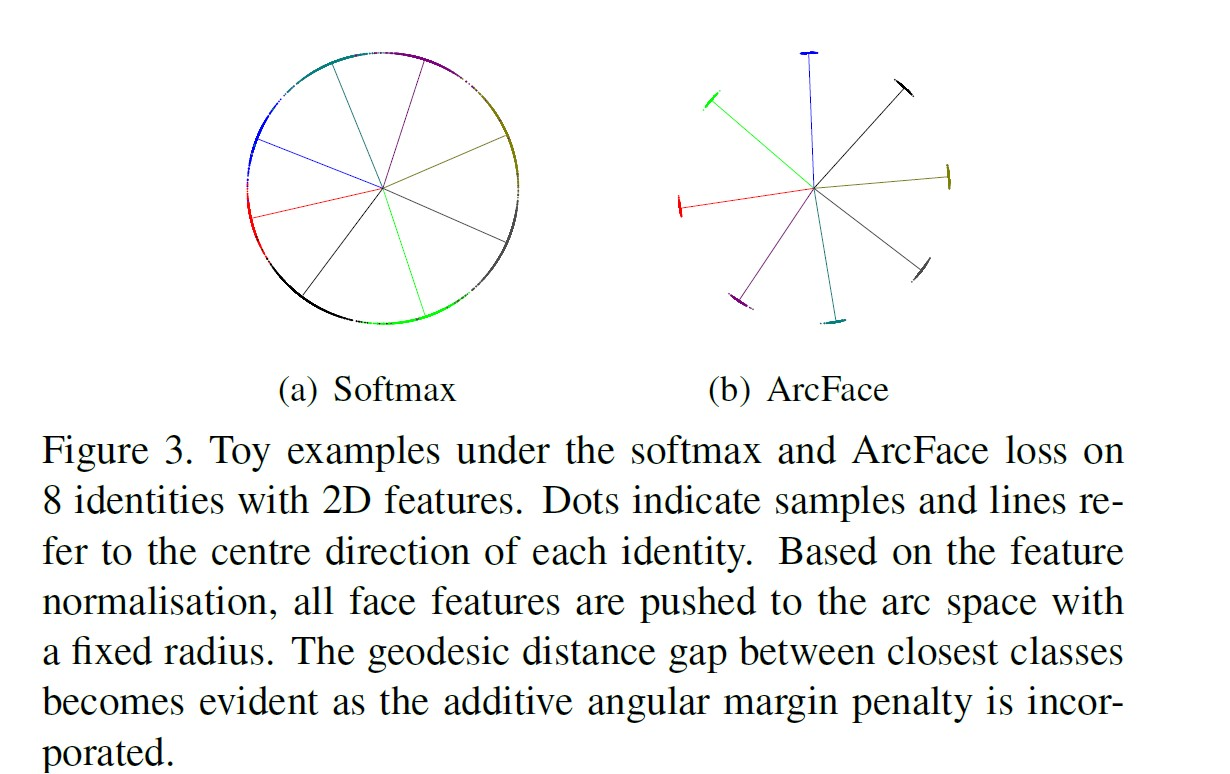 (a) Softmax
(b) ArcFace
Figure 3. Toy examples under the softmax and ArcFace loss on
8 identities with 2D features. Dots indicate samples and lines re-
fer to the centre direction of each identity. Based on the feature
normalisation, all face features are pushed to the arc space with
a fixed radius. The geodesic distance gap between closest classes
becomes evident as the additive angular margin penalty is incor-
porated.